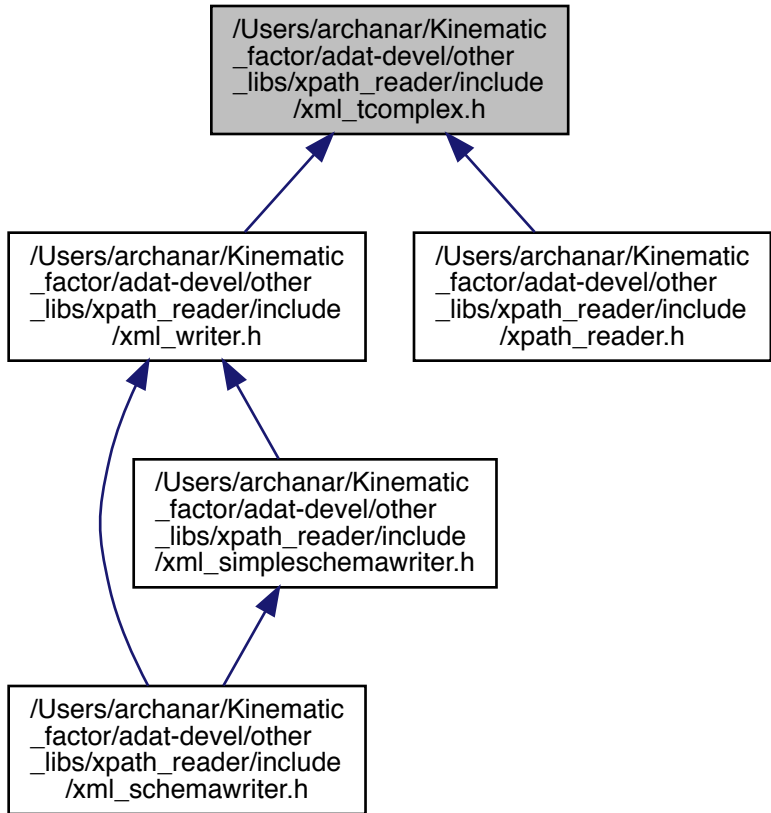 /Users/archanar/Kinematic
_factor/adat-devel/other
_libs/xpath_reader/include
/xml_tcomplex.h
/Users/archanar/Kinematic
_factor/adat-devel/other
_libs/xpath_reader/include
/xml_writer.h
/Users/archanar/Kinematic
_factor/adat-devel/other
_libs/xpath_reader/include
/xpath_reader.h
/Users/archanar/Kinematic
_factor/adat-devel/other
_libs/xpath_reader/include
/xml_simpleschemawriter.h
/Users/archanar/Kinematic
_factor/adat-devel/other
_libs/xpath_reader/include
/xml_schemawriter.h